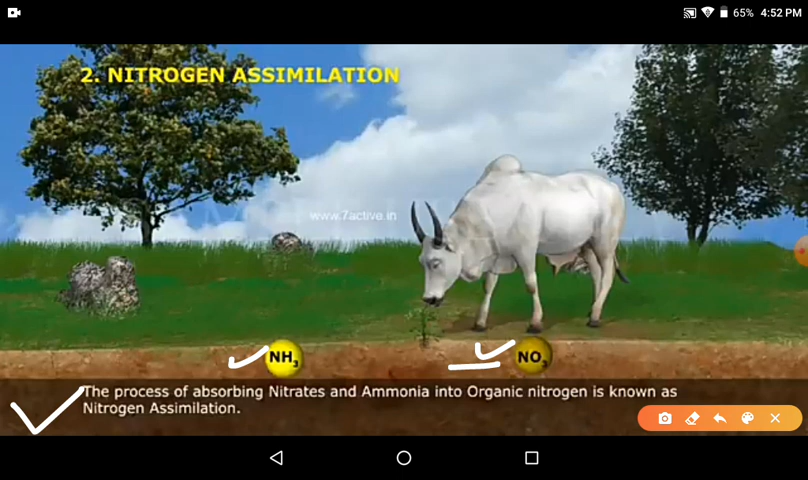 65% 4:52 PM
2. NITROGEN ASSIMILATION
www.7active.in
NH3
NO3
The process of absorbing Nitrates and Ammonia into Organic nitrogen is known as
Nitrogen Assimilation.